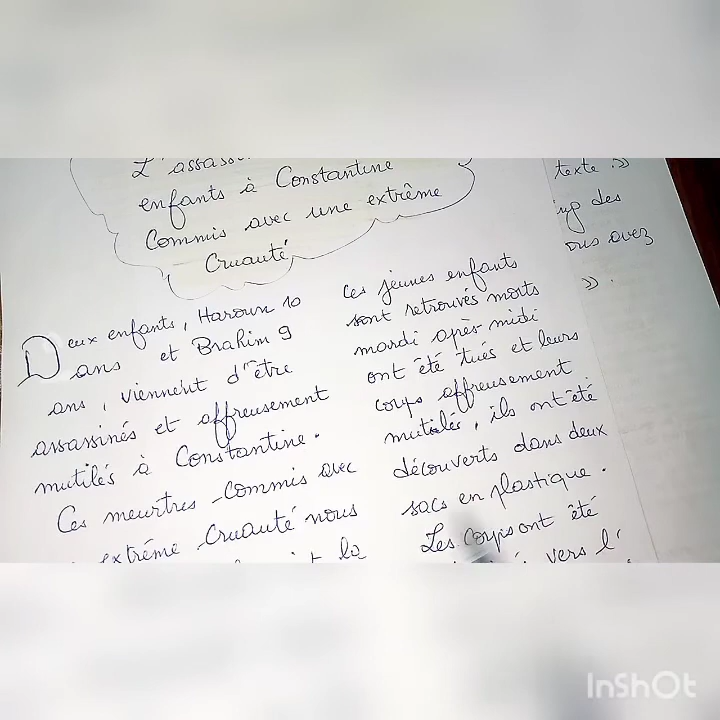 L'assass
enfants à Constantine
Commis avec une extrême
Cruauté
Deux enfants, Haroun 10
ans et Brahim 9
ans, viennent d'être
assassinés et affreusement
mutilés à Constantine.
Ces meurtres commis avec
extrême Cruauté nous
la
Ces jeunes enfants
sont retrouvés morts
mardi après-midi
ont été tués et leurs
corps affreusement
mutilés, ils ont été
découverts dans deux
sacs en plastique.
Les corps ont été
vers l'
texte.»
des
ous avez
».
InShOt